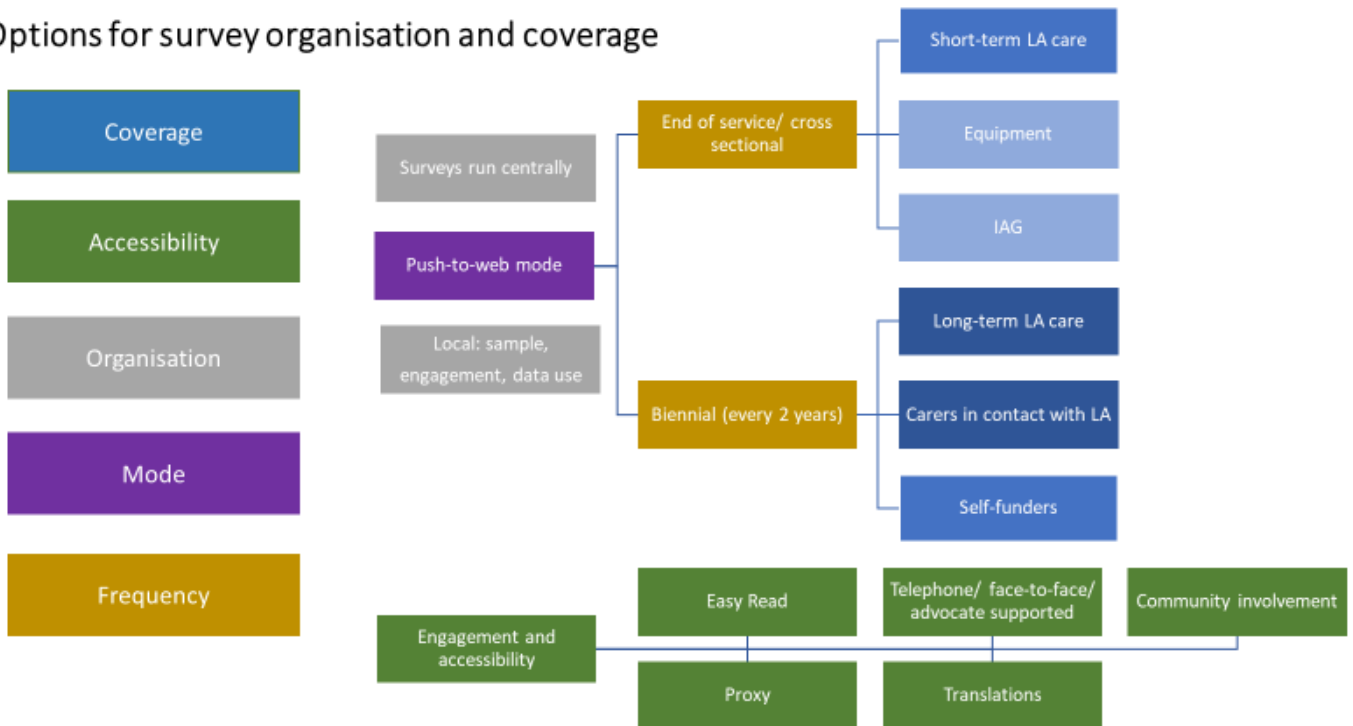 Options for survey organisation and coverage
Coverage
Accessibility
Organisation
Mode
Frequency
Surveys run centrally
Push-to-web mode
Local: sample,
engagement, data use
End of service/ cross
sectional
Biennial (every 2 years)
Short-term LA care
Equipment
IAG
Long-term LA care
Carers in contact with LA
Self-funders
Engagement and
accessibility
Easy Read
Telephone/ face-to-face/
advocate supported
Community involvement
Proxy
Translations